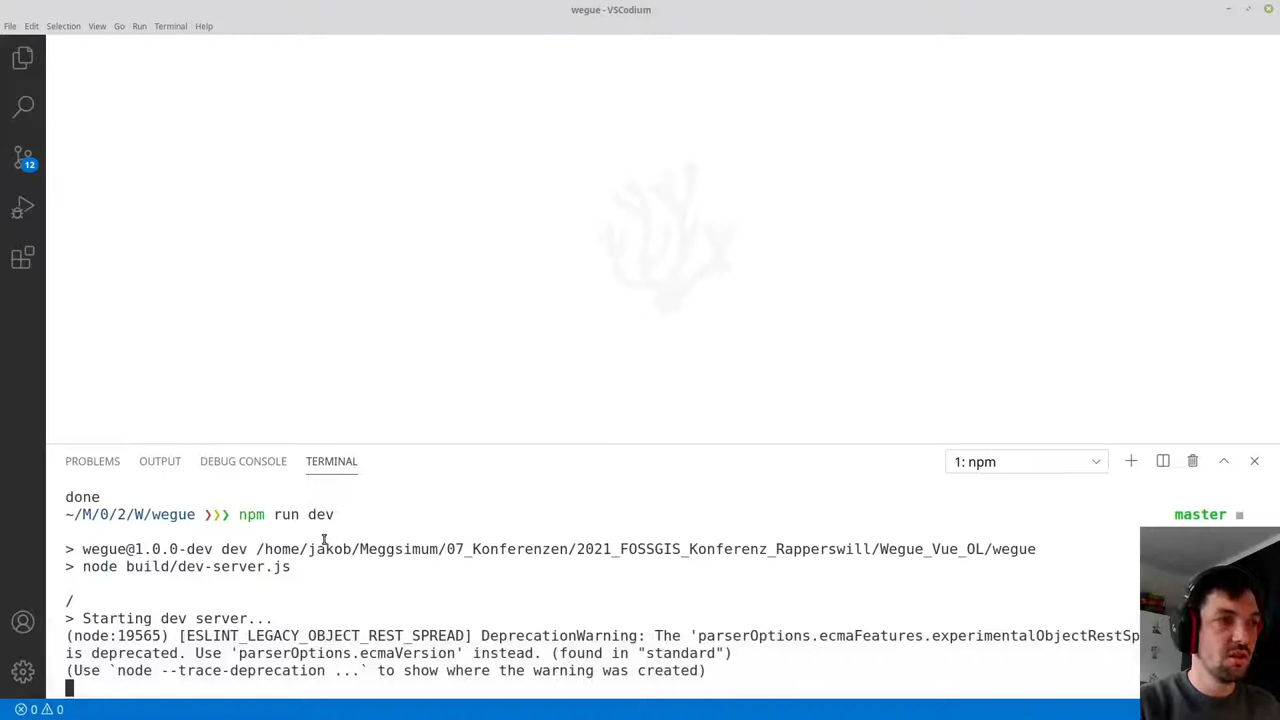 wegue - VSCodium
File Edit Selection View Go Run Terminal Help
12
PROBLEMS OUTPUT DEBUG CONSOLE TERMINAL
1: npm
done
~/M/0/2/W/wegue ❯❯❯ npm run dev master
> wegue@1.0.0-dev dev /home/jakob/Meggsimum/07_Konferenzen/2021_FOSSGIS_Konferenz_Rapperswill/Wegue_Vue_OL/wegue
> node build/dev-server.js
/
> Starting dev server...
(node:19565) [ESLINT_LEGACY_OBJECT_REST_SPREAD] DeprecationWarning: The 'parserOptions.ecmaFeatures.experimentalObjectRestSp
is deprecated. Use 'parserOptions.ecmaVersion' instead. (found in "standard")
(Use `node --trace-deprecation ...` to show where the warning was created)
0 0